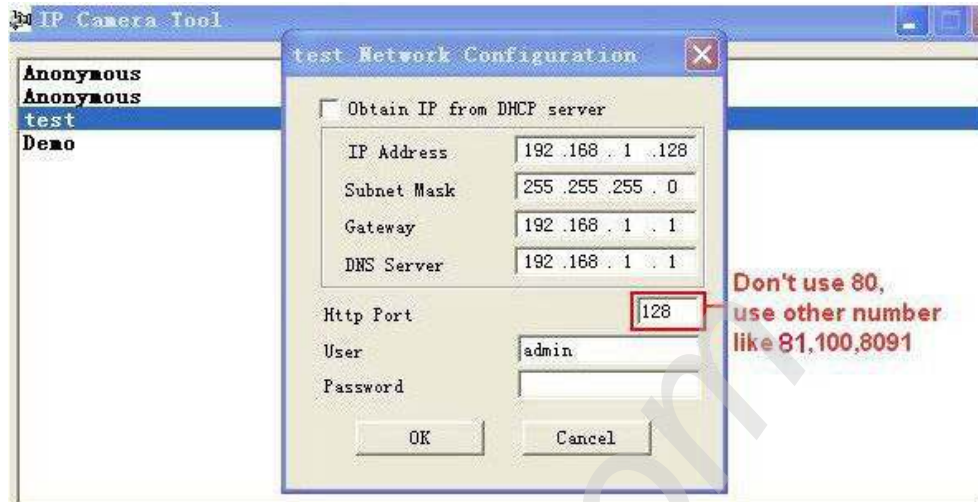 IP Camera Tool
Anonymous
Anonymous
test
Demo
test Network Configuration
Obtain IP from DHCP server
IP Address 192 .168 . 1 .128
Subnet Mask 255 .255 .255 . 0
Gateway 192 .168 . 1 . 1
DNS Server 192 .168 . 1 . 1
Http Port 128
User admin
Password
OK Cancel
Don't use 80,
use other number
like 81,100,8091